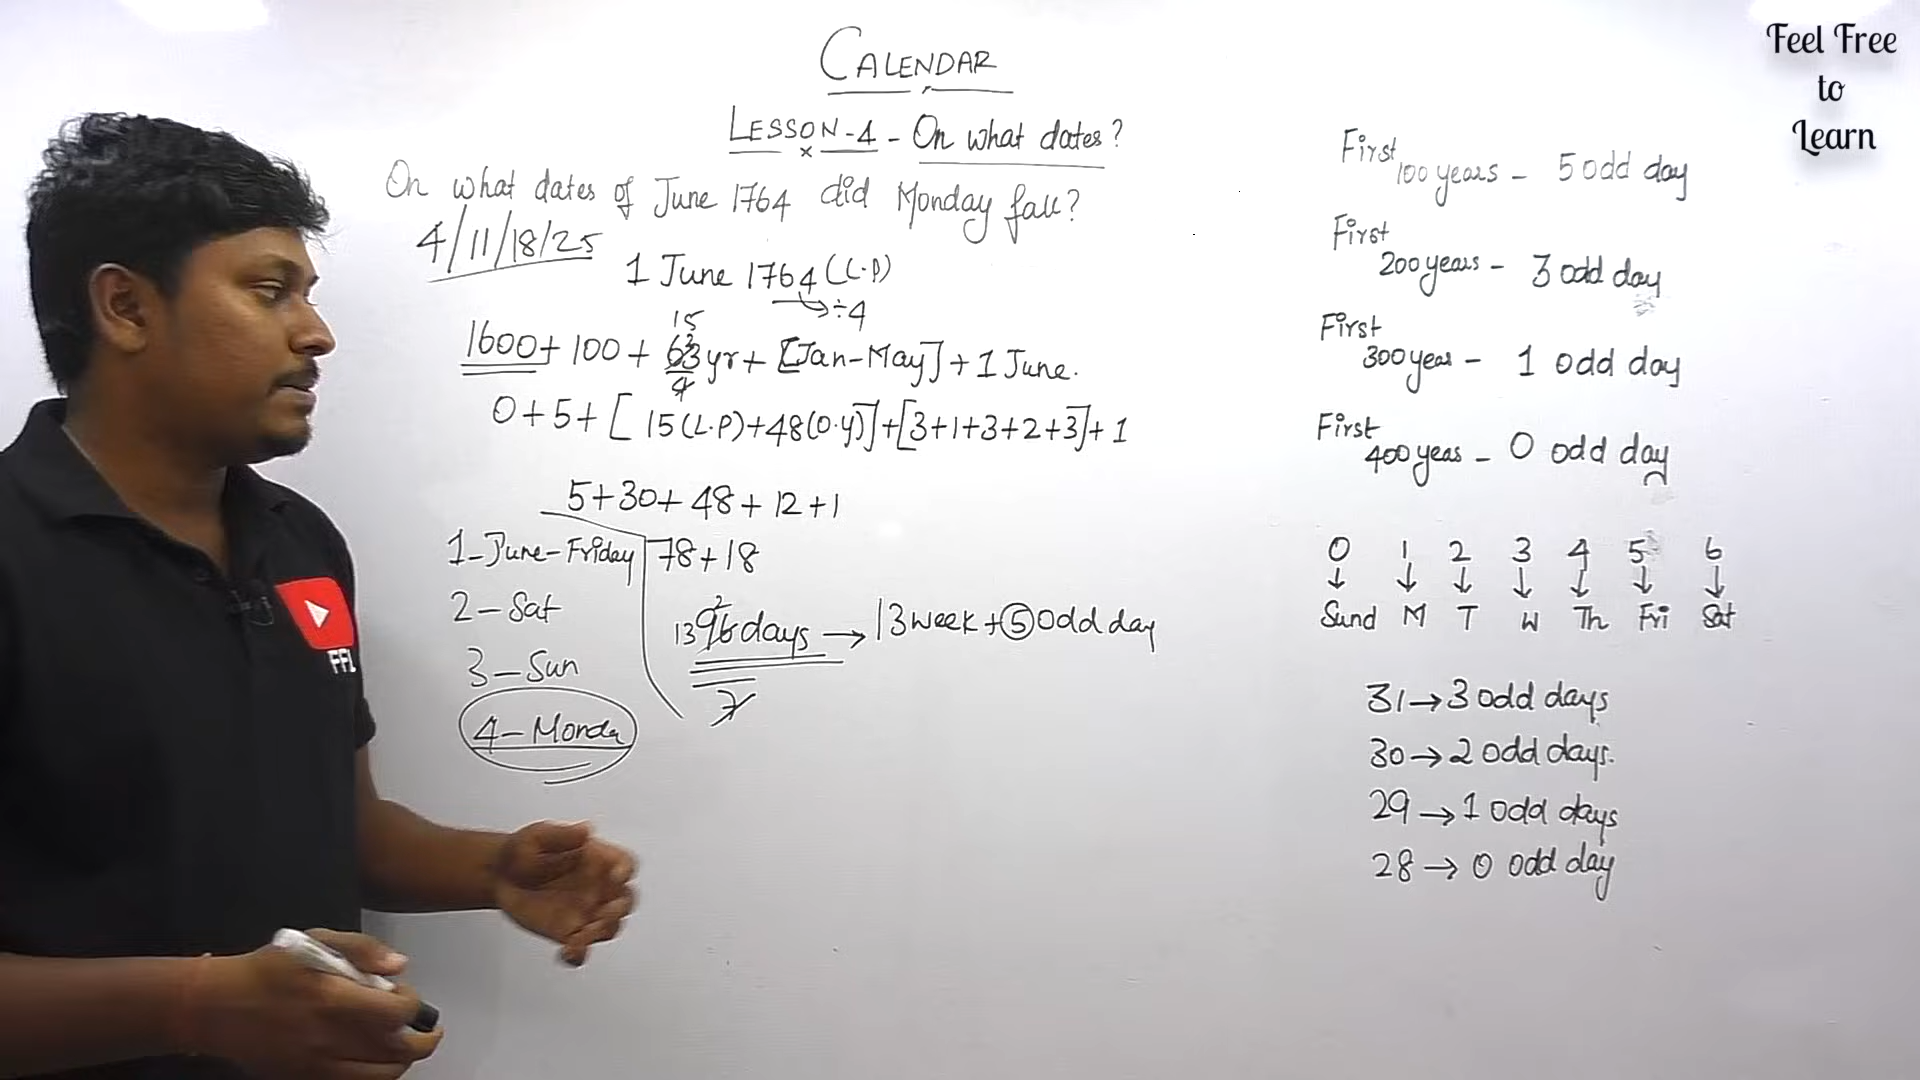 CALENDAR
LESSON-4 - On what dates?
On what dates of June 1764 did Monday fall?
4/11/18/25
1 June 1764 (L.P)
÷4
15
3
1600 + 100 + 63yr + [Jan-May] + 1 June.
4
0+5+ [ 15(L.P)+48(O.Y)]+[3+1+3+2+3]+ 1
5+30+ 48+ 12 +1
1-June-Friday 78+18
2-Sat
2
13 96 days → 13 week + 5 odd day
3-Sun
7
4-Monda
FFL
Feel Free
to
Learn
First
100 years - 5 odd day
First
200 years - 3 odd day
First
300 year - 1 odd day
First
400 yeas - 0 odd day
0 1 2 3 4 5 6
↓ ↓ ↓ ↓ ↓ ↓ ↓
Sund M T W Th Fri Sat
31→3 odd days
30→2 odd days.
29→1 odd days
28→0 odd day